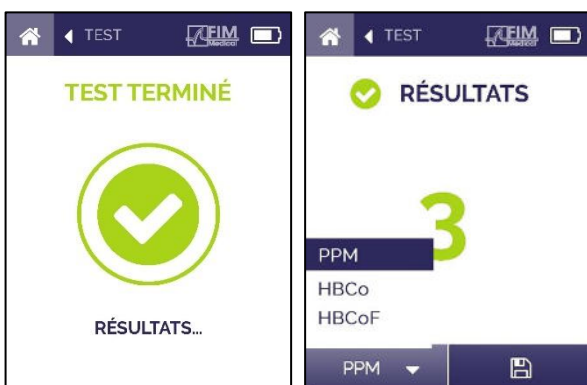 TEST
FIM
Medical
TEST TERMINÉ
RÉSULTATS...
TEST
FIM
Medical
RÉSULTATS
3
PPM
HBCo
HBCoF
PPM